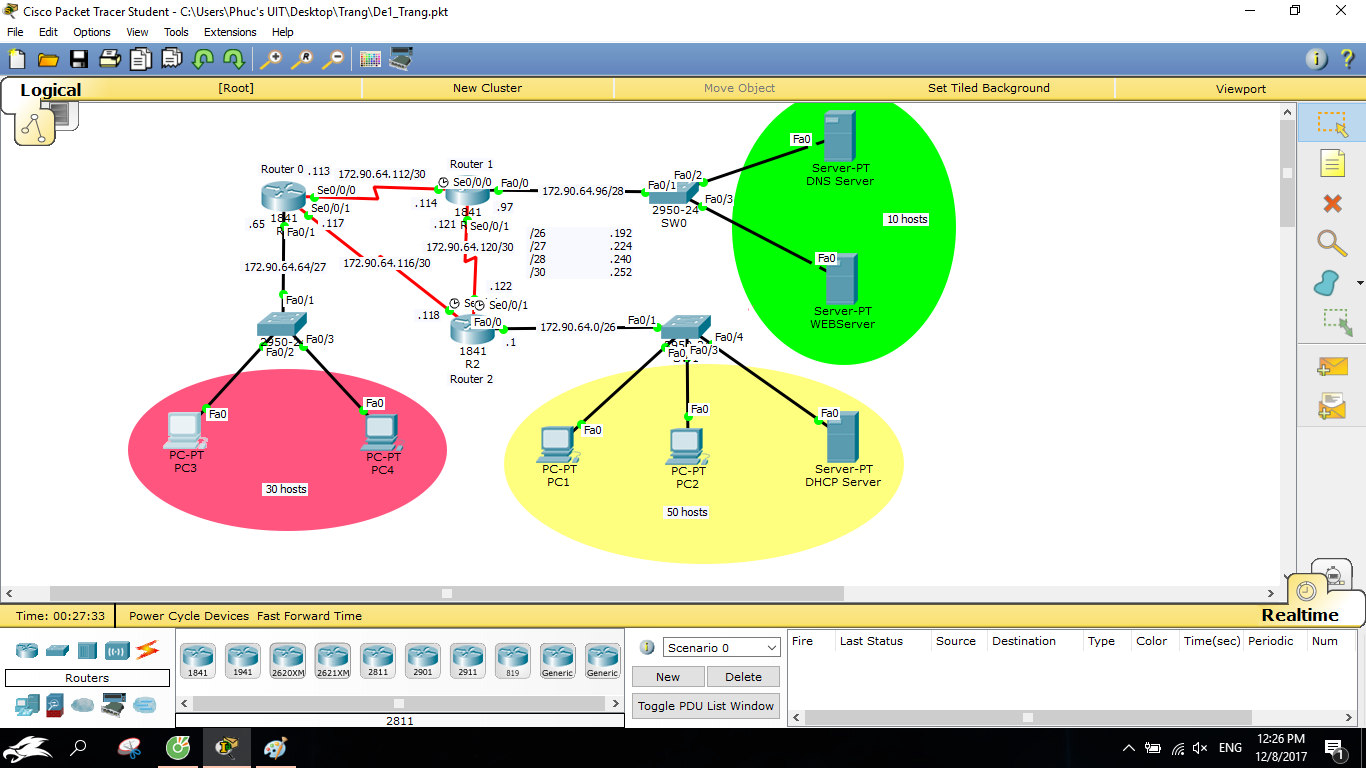 Cisco Packet Tracer Student - C:\Users\Phuc's UIT\Desktop\Trang\De1_Trang.pkt
File Edit Options View Tools Extensions Help
Logical [Root] New Cluster Move Object Set Tiled Background Viewport
Fa0
Server-PT
DNS Server
Router 0 .113 172.90.64.112/30
Router 1
Se0/0/0 Se0/0/0 Fa0/0 172.90.64.96/28 Fa0/1 Fa0/2
Fa0/3
Se0/0/1 .114 .97
1841 1841 2950-24
SW0
.65 .117 .121 Se0/0/1
R Fa0/1
10 hosts
172.90.64.120/30
172.90.64.64/27 172.90.64.116/30
/26 .192
/27 .224
/28 .240
/30 .252
Fa0
Server-PT
WEBServer
.122
Fa0/1 .118 Se0/0/1
Fa0/0 172.90.64.0/26 Fa0/1
.1
Fa0/4
Fa0/3
Fa0/2 Fa0/3
1841
R2
Router 2
Fa0 Fa0 Fa0 Fa0 Fa0
PC-PT
PC3
PC-PT
PC4
30 hosts
PC-PT
PC1
PC-PT
PC2
Server-PT
DHCP Server
50 hosts
Time: 00:27:33 Power Cycle Devices Fast Forward Time Realtime
Routers
1841 1941 2620XM 2621XM 2811 2901 2911 819 Generic Generic
2811
Scenario 0
New Delete
Toggle PDU List Window
Fire Last Status Source Destination Type Color Time(sec) Periodic Num
ENG
12:26 PM
12/8/2017
1